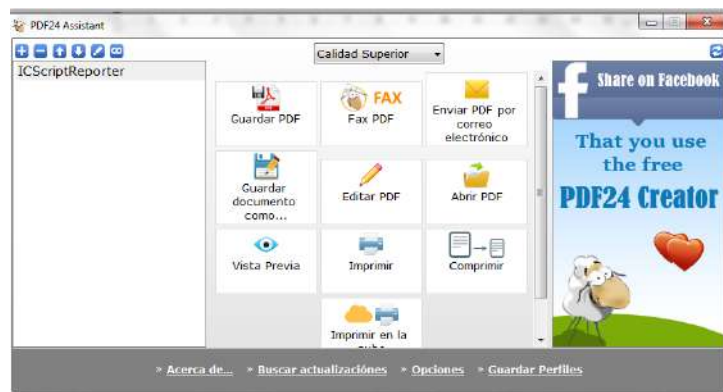 PDF24 Assistant
Calidad Superior
ICScriptReporter
Guardar PDF
FAX
Fax PDF
Enviar PDF por
correo
electrónico
Guardar
documento
como...
Editar PDF
Abrir PDF
Vista Previa
Imprimir
Comprimir
Imprimir en la
nube
f Share on Facebook
That you use
the free
PDF24 Creator
» Acerca de... » Buscar actualizaciónes » Opciones » Guardar Perfiles